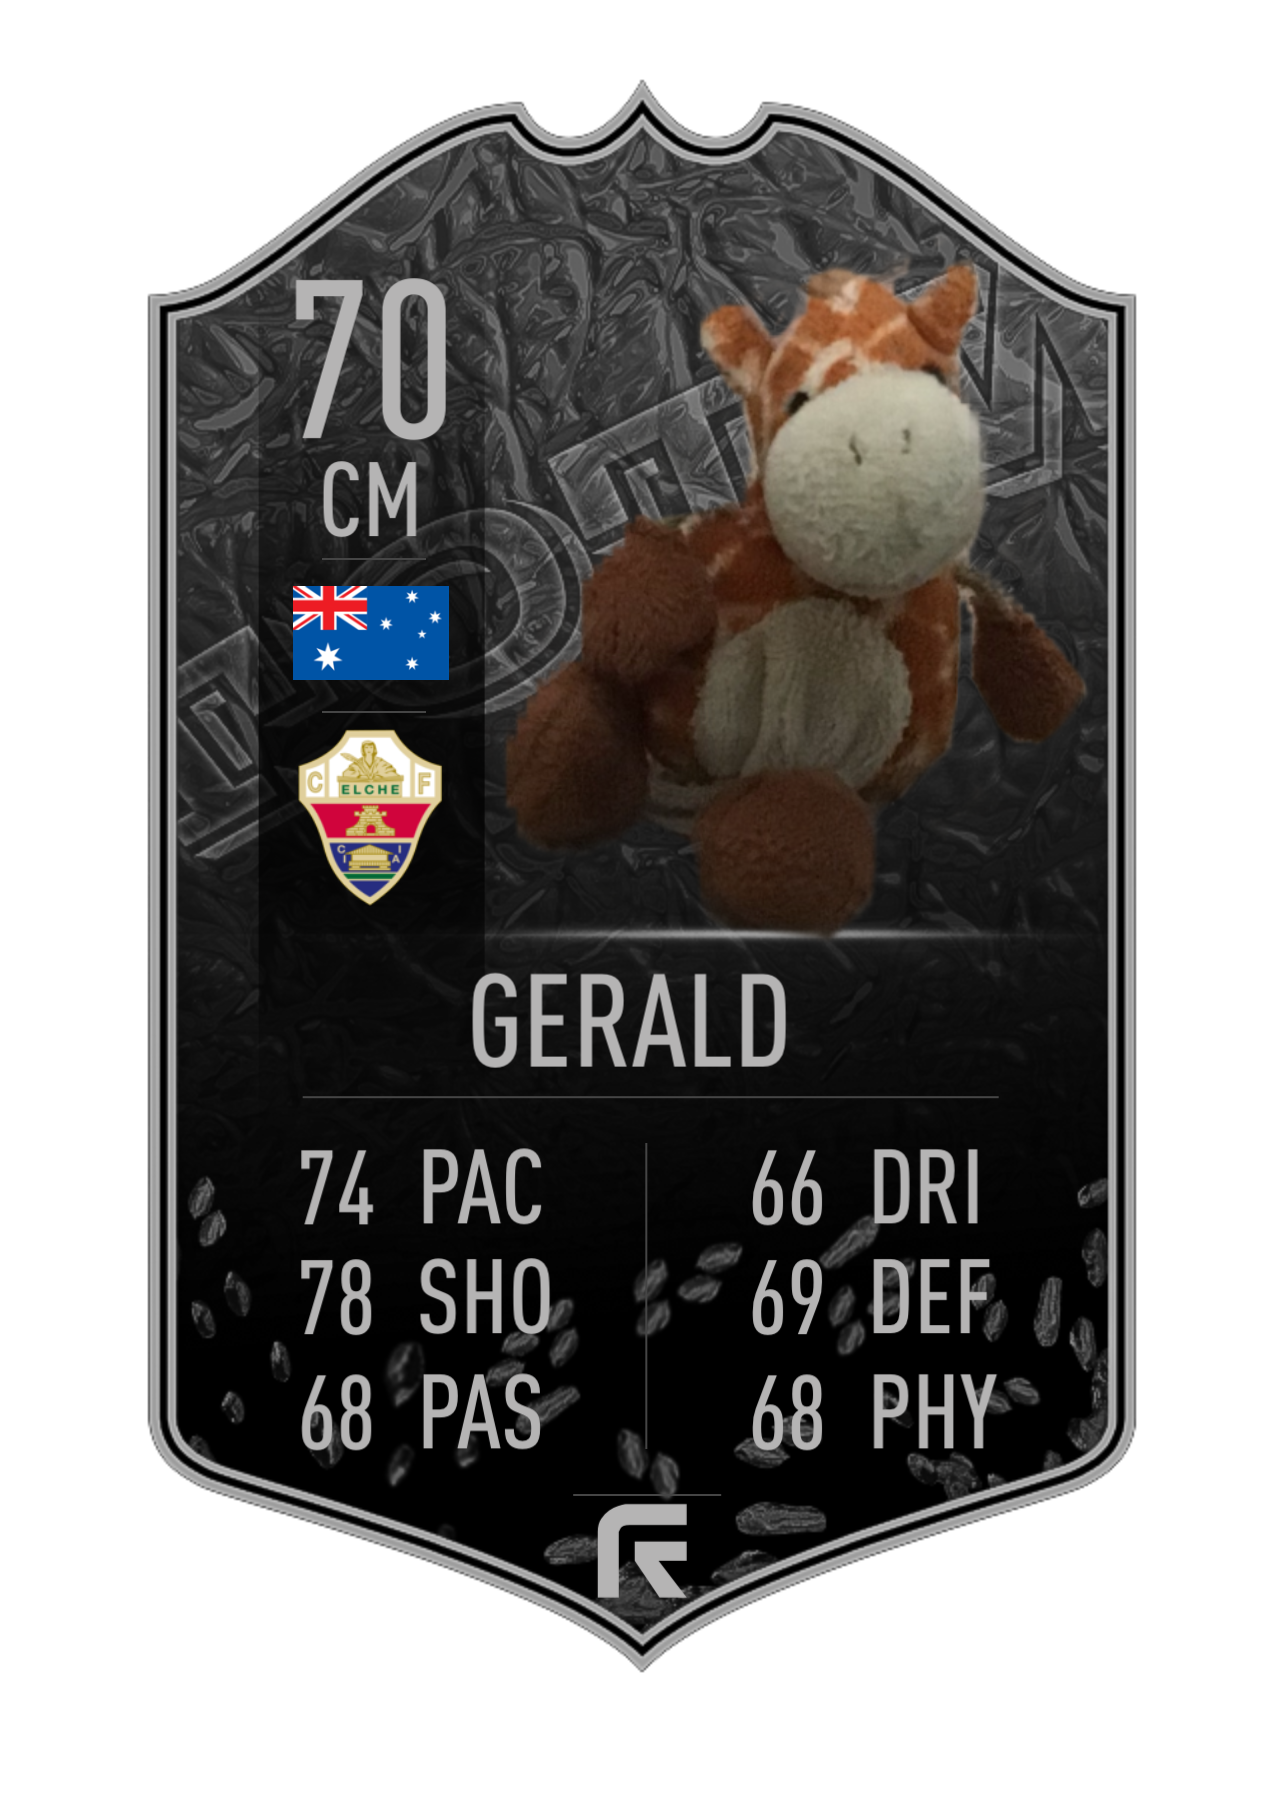 70
CM
C F
ELCHE
C I
I A
GERALD
74 PAC
66 DRI
78 SHO
69 DEF
68 PAS
68 PHY